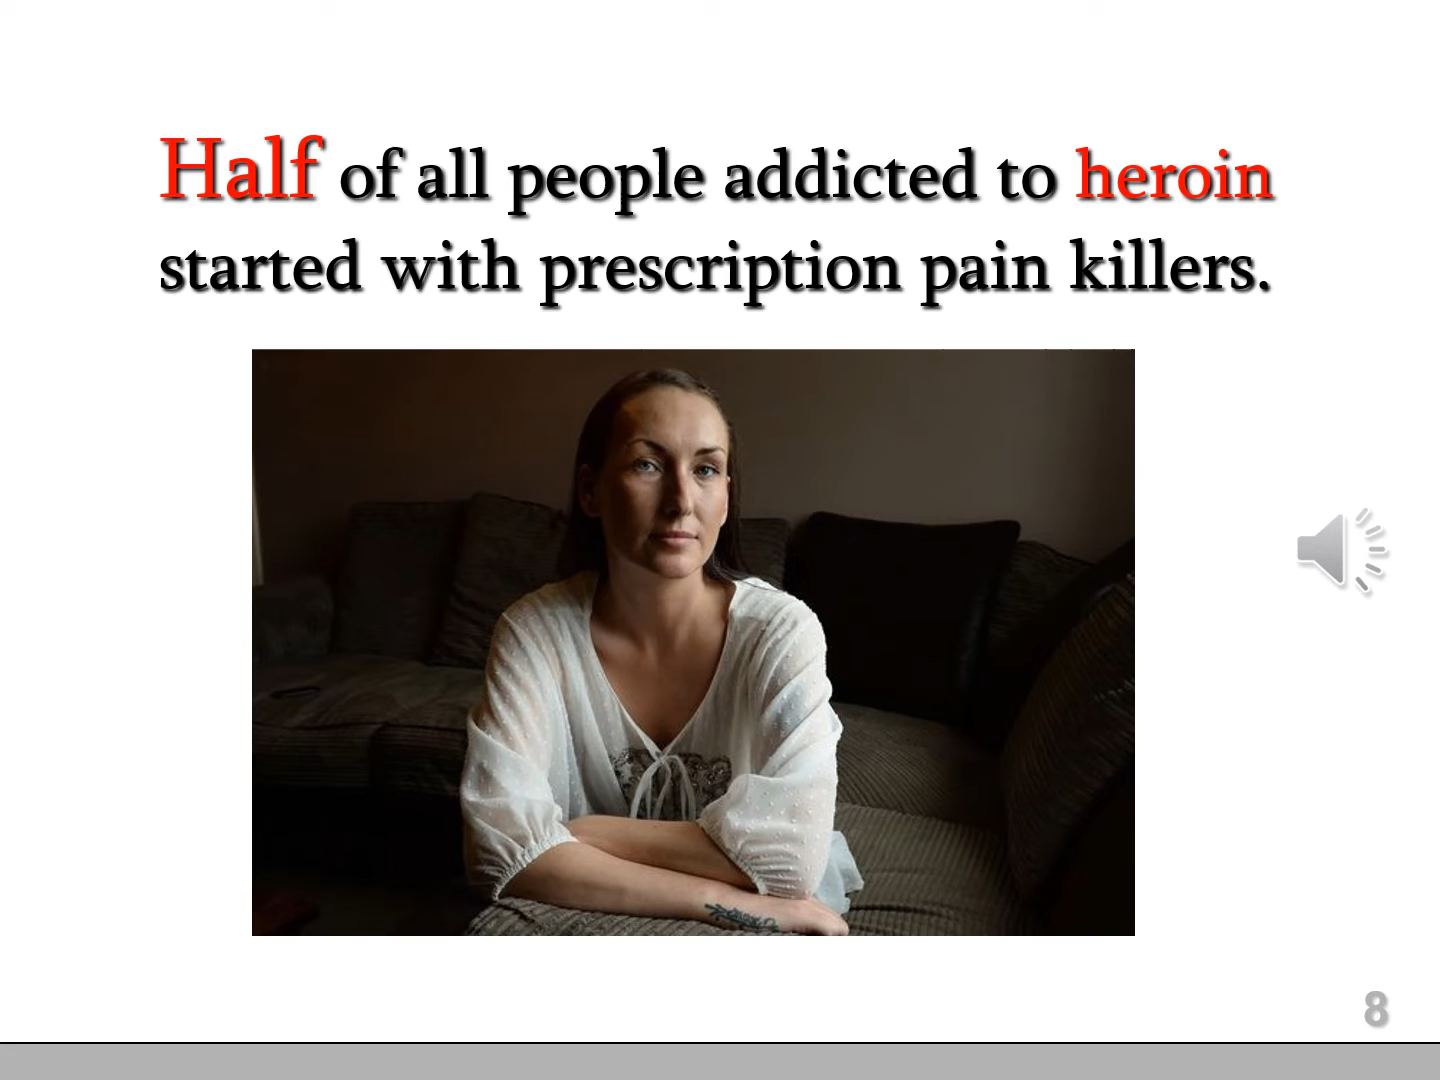 Half of all people addicted to heroin
started with prescription pain killers.
8